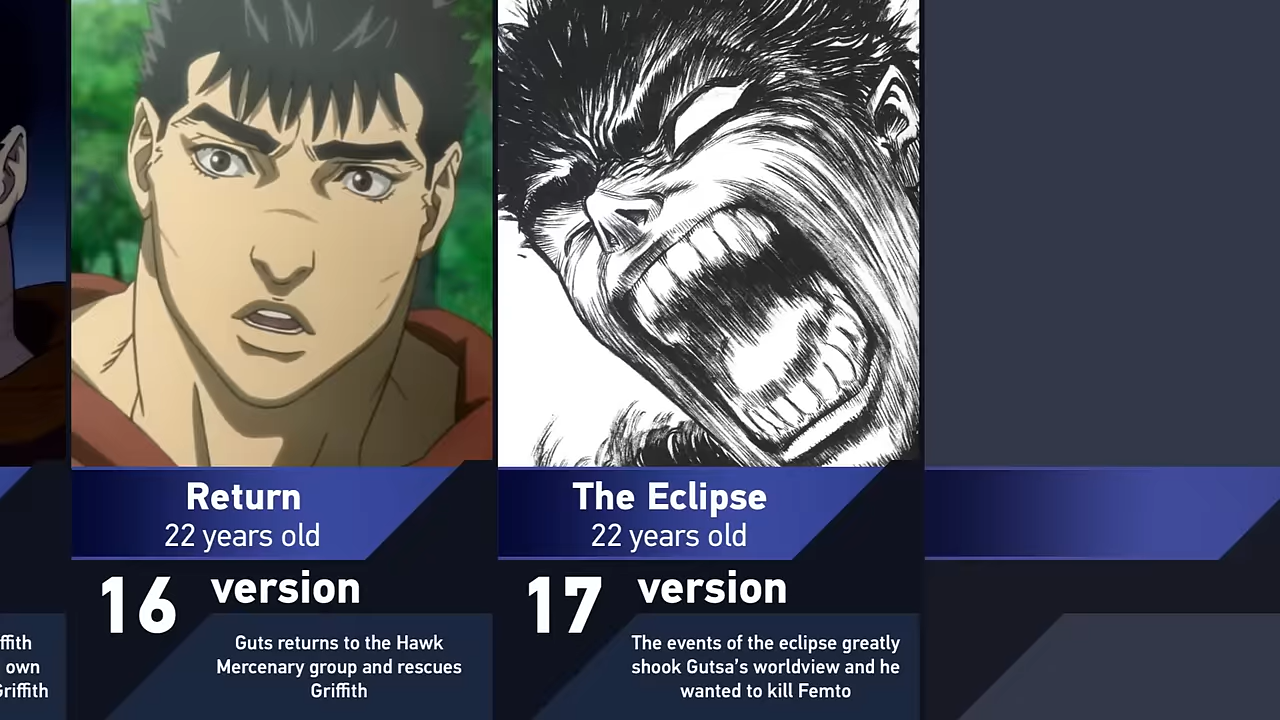 ffith
own
Griffith
Return
22 years old
16 version
Guts returns to the Hawk
Mercenary group and rescues
Griffith
The Eclipse
22 years old
17 version
The events of the eclipse greatly
shook Gutsa's worldview and he
wanted to kill Femto